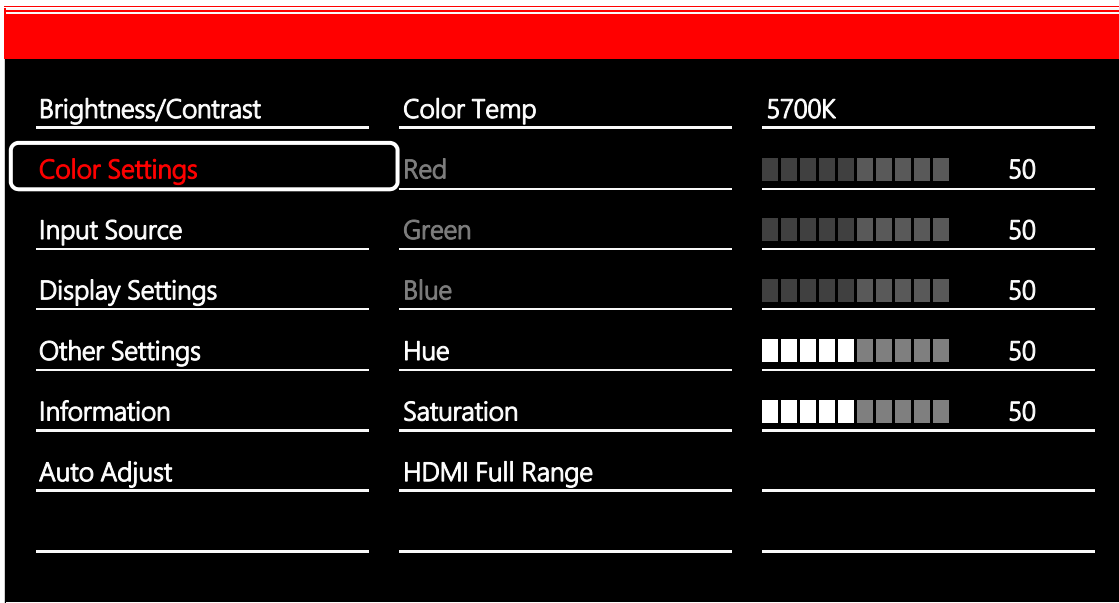 Brightness/Contrast Color Temp 5700K
Color Settings Red 50
Input Source Green 50
Display Settings Blue 50
Other Settings Hue 50
Information Saturation 50
Auto Adjust HDMI Full Range